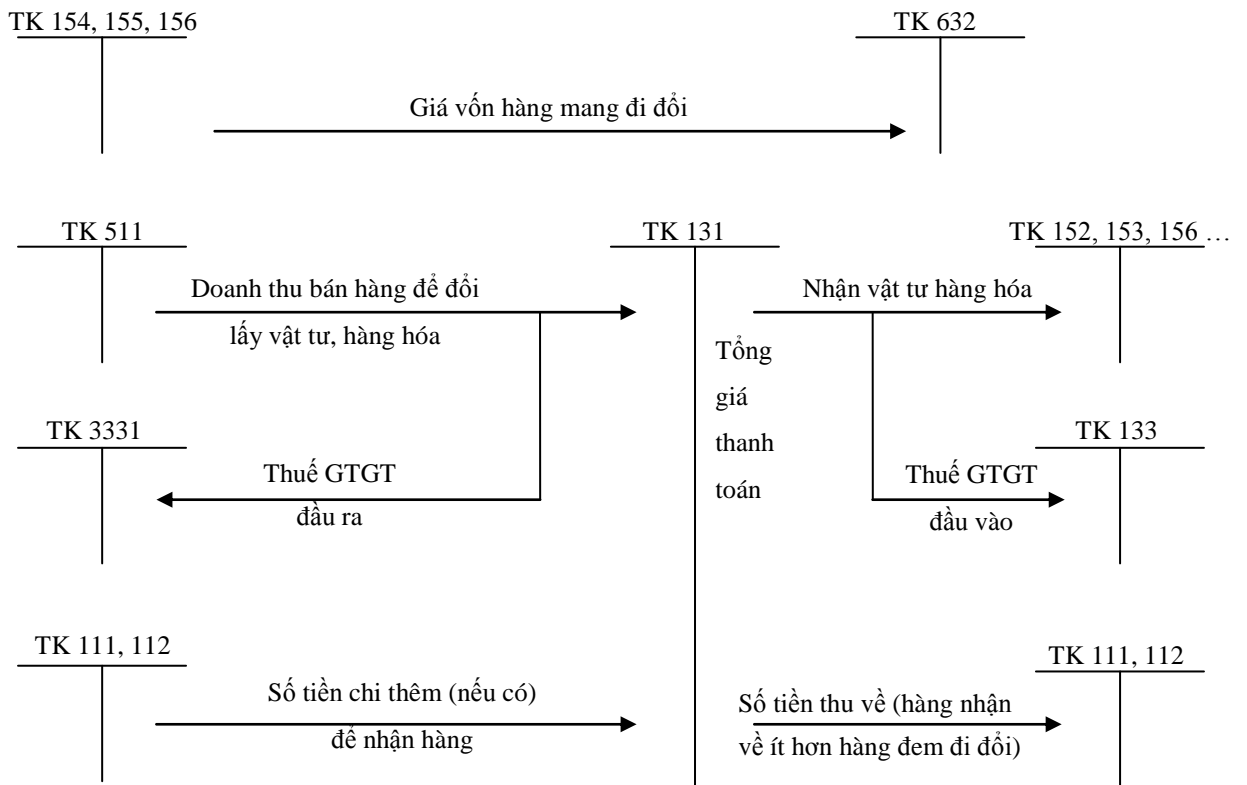 TK 154, 155, 156
TK 632
Giá vốn hàng mang đi đổi
TK 511
TK 131
TK 152, 153, 156 …
Doanh thu bán hàng để đổi
lấy vật tư, hàng hóa
Nhận vật tư hàng hóa
Tổng
giá
thanh
toán
TK 3331
TK 133
Thuế GTGT
đầu ra
Thuế GTGT
đầu vào
TK 111, 112
TK 111, 112
Số tiền chi thêm (nếu có)
để nhận hàng
Số tiền thu về (hàng nhận
về ít hơn hàng đem đi đổi)